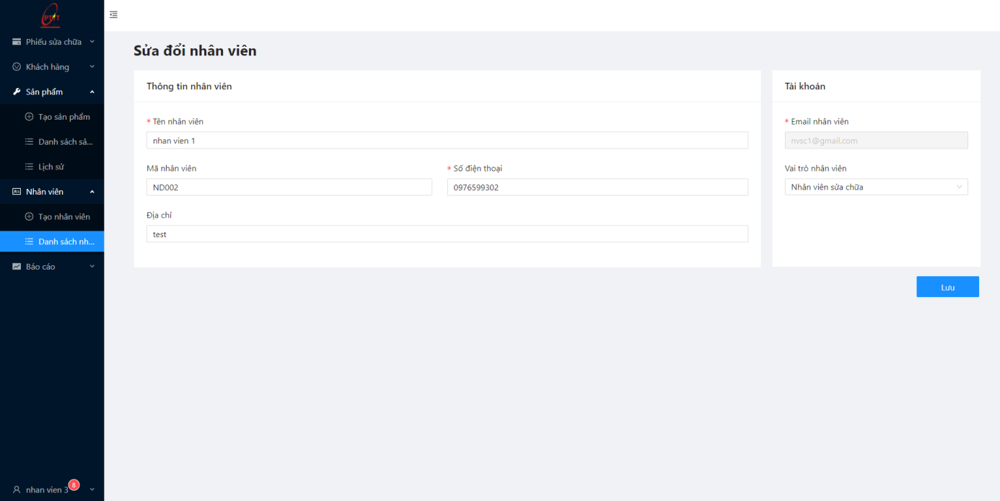 PTIT
Phiếu sửa chữa
Khách hàng
Sản phẩm
Tạo sản phẩm
Danh sách sả...
Lịch sử
Nhân viên
Tạo nhân viên
Danh sách nh...
Báo cáo
nhan vien 3
8
Sửa đổi nhân viên
Thông tin nhân viên
* Tên nhân viên
nhan vien 1
Mã nhân viên
ND002
* Số điện thoại
0976599302
Địa chỉ
test
Tài khoản
* Email nhân viên
nvsc1@gmail.com
Vai trò nhân viên
Nhân viên sửa chữa
Lưu